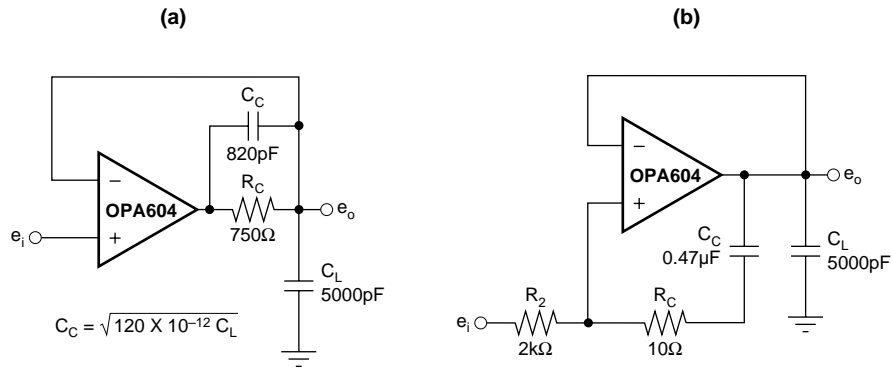 (a)
C_C
820pF
−
OPA604
+
R_C
750Ω
e_i
e_o
C_L
5000pF
C_C = √120 X 10⁻¹² C_L
(b)
−
OPA604
+
e_o
C_C
0.47µF
C_L
5000pF
R_2
2kΩ
R_C
10Ω
e_i